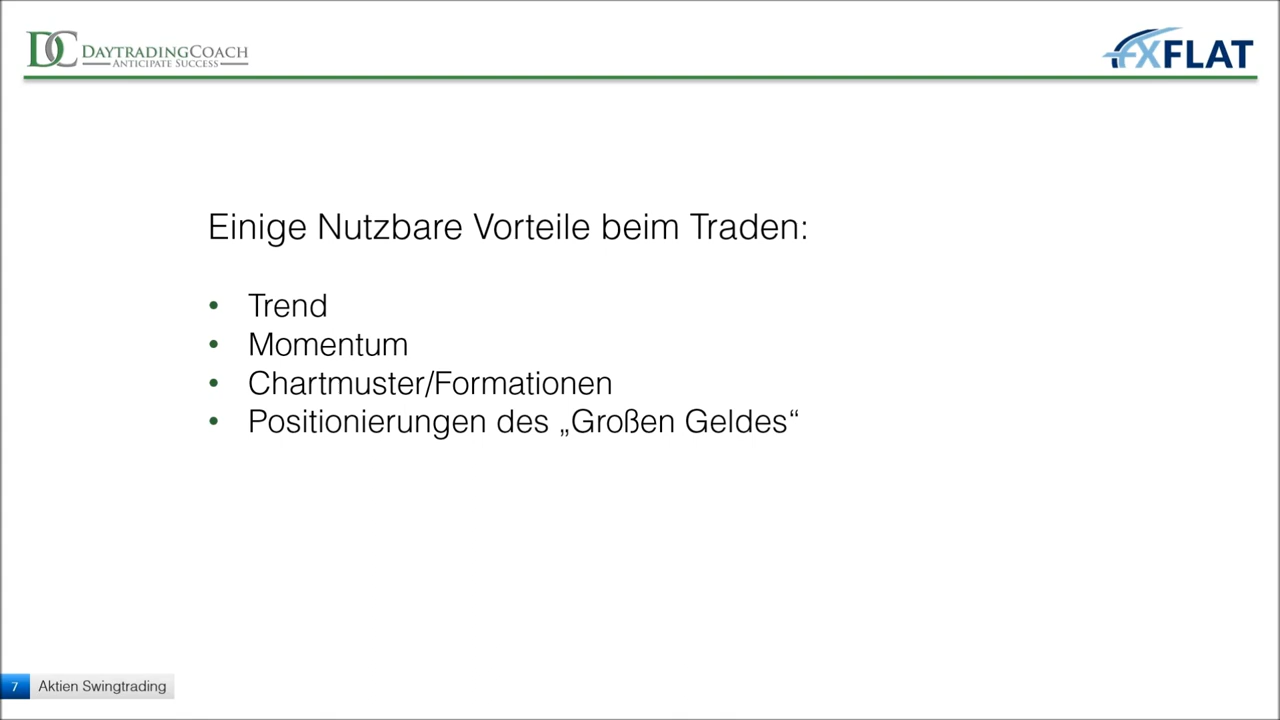 DC DAYTRADINGCOACH
ANTICIPATE SUCCESS
FXFLAT
Einige Nutzbare Vorteile beim Traden:
• Trend
• Momentum
• Chartmuster/Formationen
• Positionierungen des „Großen Geldes“
7 Aktien Swingtrading